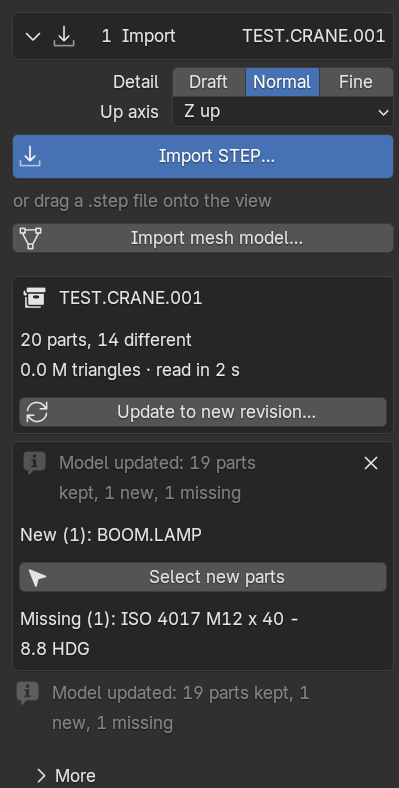 1 Import TEST.CRANE.001
Detail Draft Normal Fine
Up axis Z up
Import STEP...
or drag a .step file onto the view
Import mesh model...
TEST.CRANE.001
20 parts, 14 different
0.0 M triangles · read in 2 s
Update to new revision...
Model updated: 19 parts
kept, 1 new, 1 missing
New (1): BOOM.LAMP
Select new parts
Missing (1): ISO 4017 M12 x 40 -
8.8 HDG
Model updated: 19 parts kept, 1
new, 1 missing
More